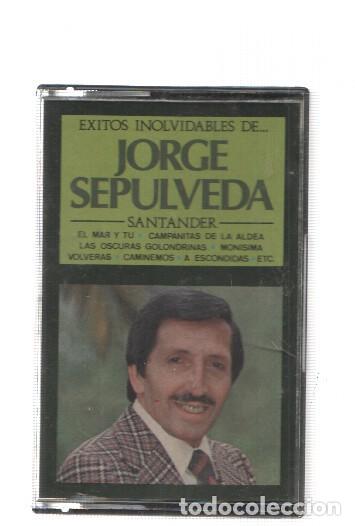 EXITOS INOLVIDABLES DE...
JORGE
SEPULVEDA
SANTANDER
EL MAR Y TU • CAMPANITAS DE LA ALDEA
LAS OSCURAS GOLONDRINAS • MONISIMA
VOLVERAS • CAMINEMOS • A ESCONDIDAS • ETC.
todocoleccion.net